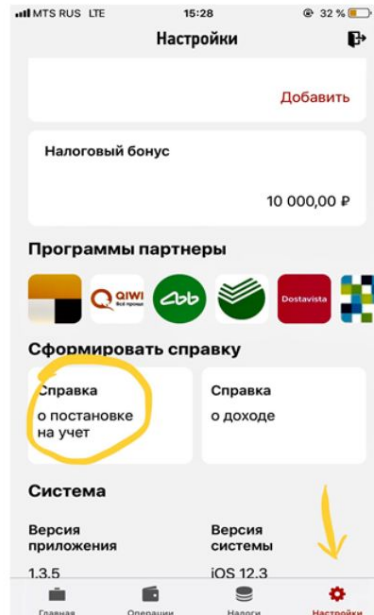 MTS RUS LTE 15:28 32 %
Настройки
Добавить
Налоговый бонус
10 000,00 ₽
Программы партнеры
QIWI
Dostavista
Сформировать справку
Справка
о постановке
на учет
Справка
о доходе
Система
Версия
приложения
1.3.5
Версия
системы
iOS 12.3
Главная Операции Налоги Настройки